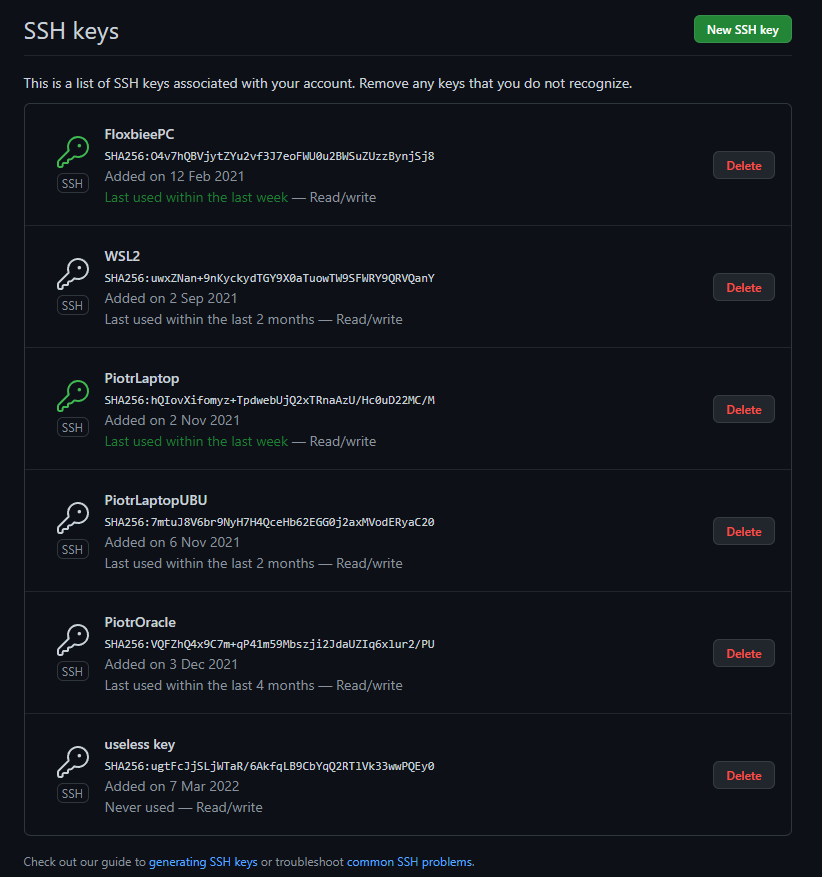 SSH keys
New SSH key
This is a list of SSH keys associated with your account. Remove any keys that you do not recognize.
FloxbieePC
SHA256:O4v7hQBVjytZYu2vf3J7eoFWU0u2BWSuZUzzBynjSj8
Added on 12 Feb 2021
Last used within the last week — Read/write
SSH
Delete
WSL2
SHA256:uwxZNan+9nKyckydTGY9X0aTuowTW9SFWRY9QRVQanY
Added on 2 Sep 2021
Last used within the last 2 months — Read/write
SSH
Delete
PiotrLaptop
SHA256:hQIovXifomyz+TpdwebUjQ2xTRnaAzU/Hc0uD22MC/M
Added on 2 Nov 2021
Last used within the last week — Read/write
SSH
Delete
PiotrLaptopUBU
SHA256:7mtuJ8V6br9NyH7H4QceHb62EGG0j2axMVodERyaC20
Added on 6 Nov 2021
Last used within the last 2 months — Read/write
SSH
Delete
PiotrOracle
SHA256:VQFZhQ4x9C7m+qP41m59Mbszji2JdaUZIq6xlur2/PU
Added on 3 Dec 2021
Last used within the last 4 months — Read/write
SSH
Delete
useless key
SHA256:ugtFcJjSLjWTaR/6AkfqLB9CbYqQ2RTlVk33wwPQEy0
Added on 7 Mar 2022
Never used — Read/write
SSH
Delete
Check out our guide to generating SSH keys or troubleshoot common SSH problems.